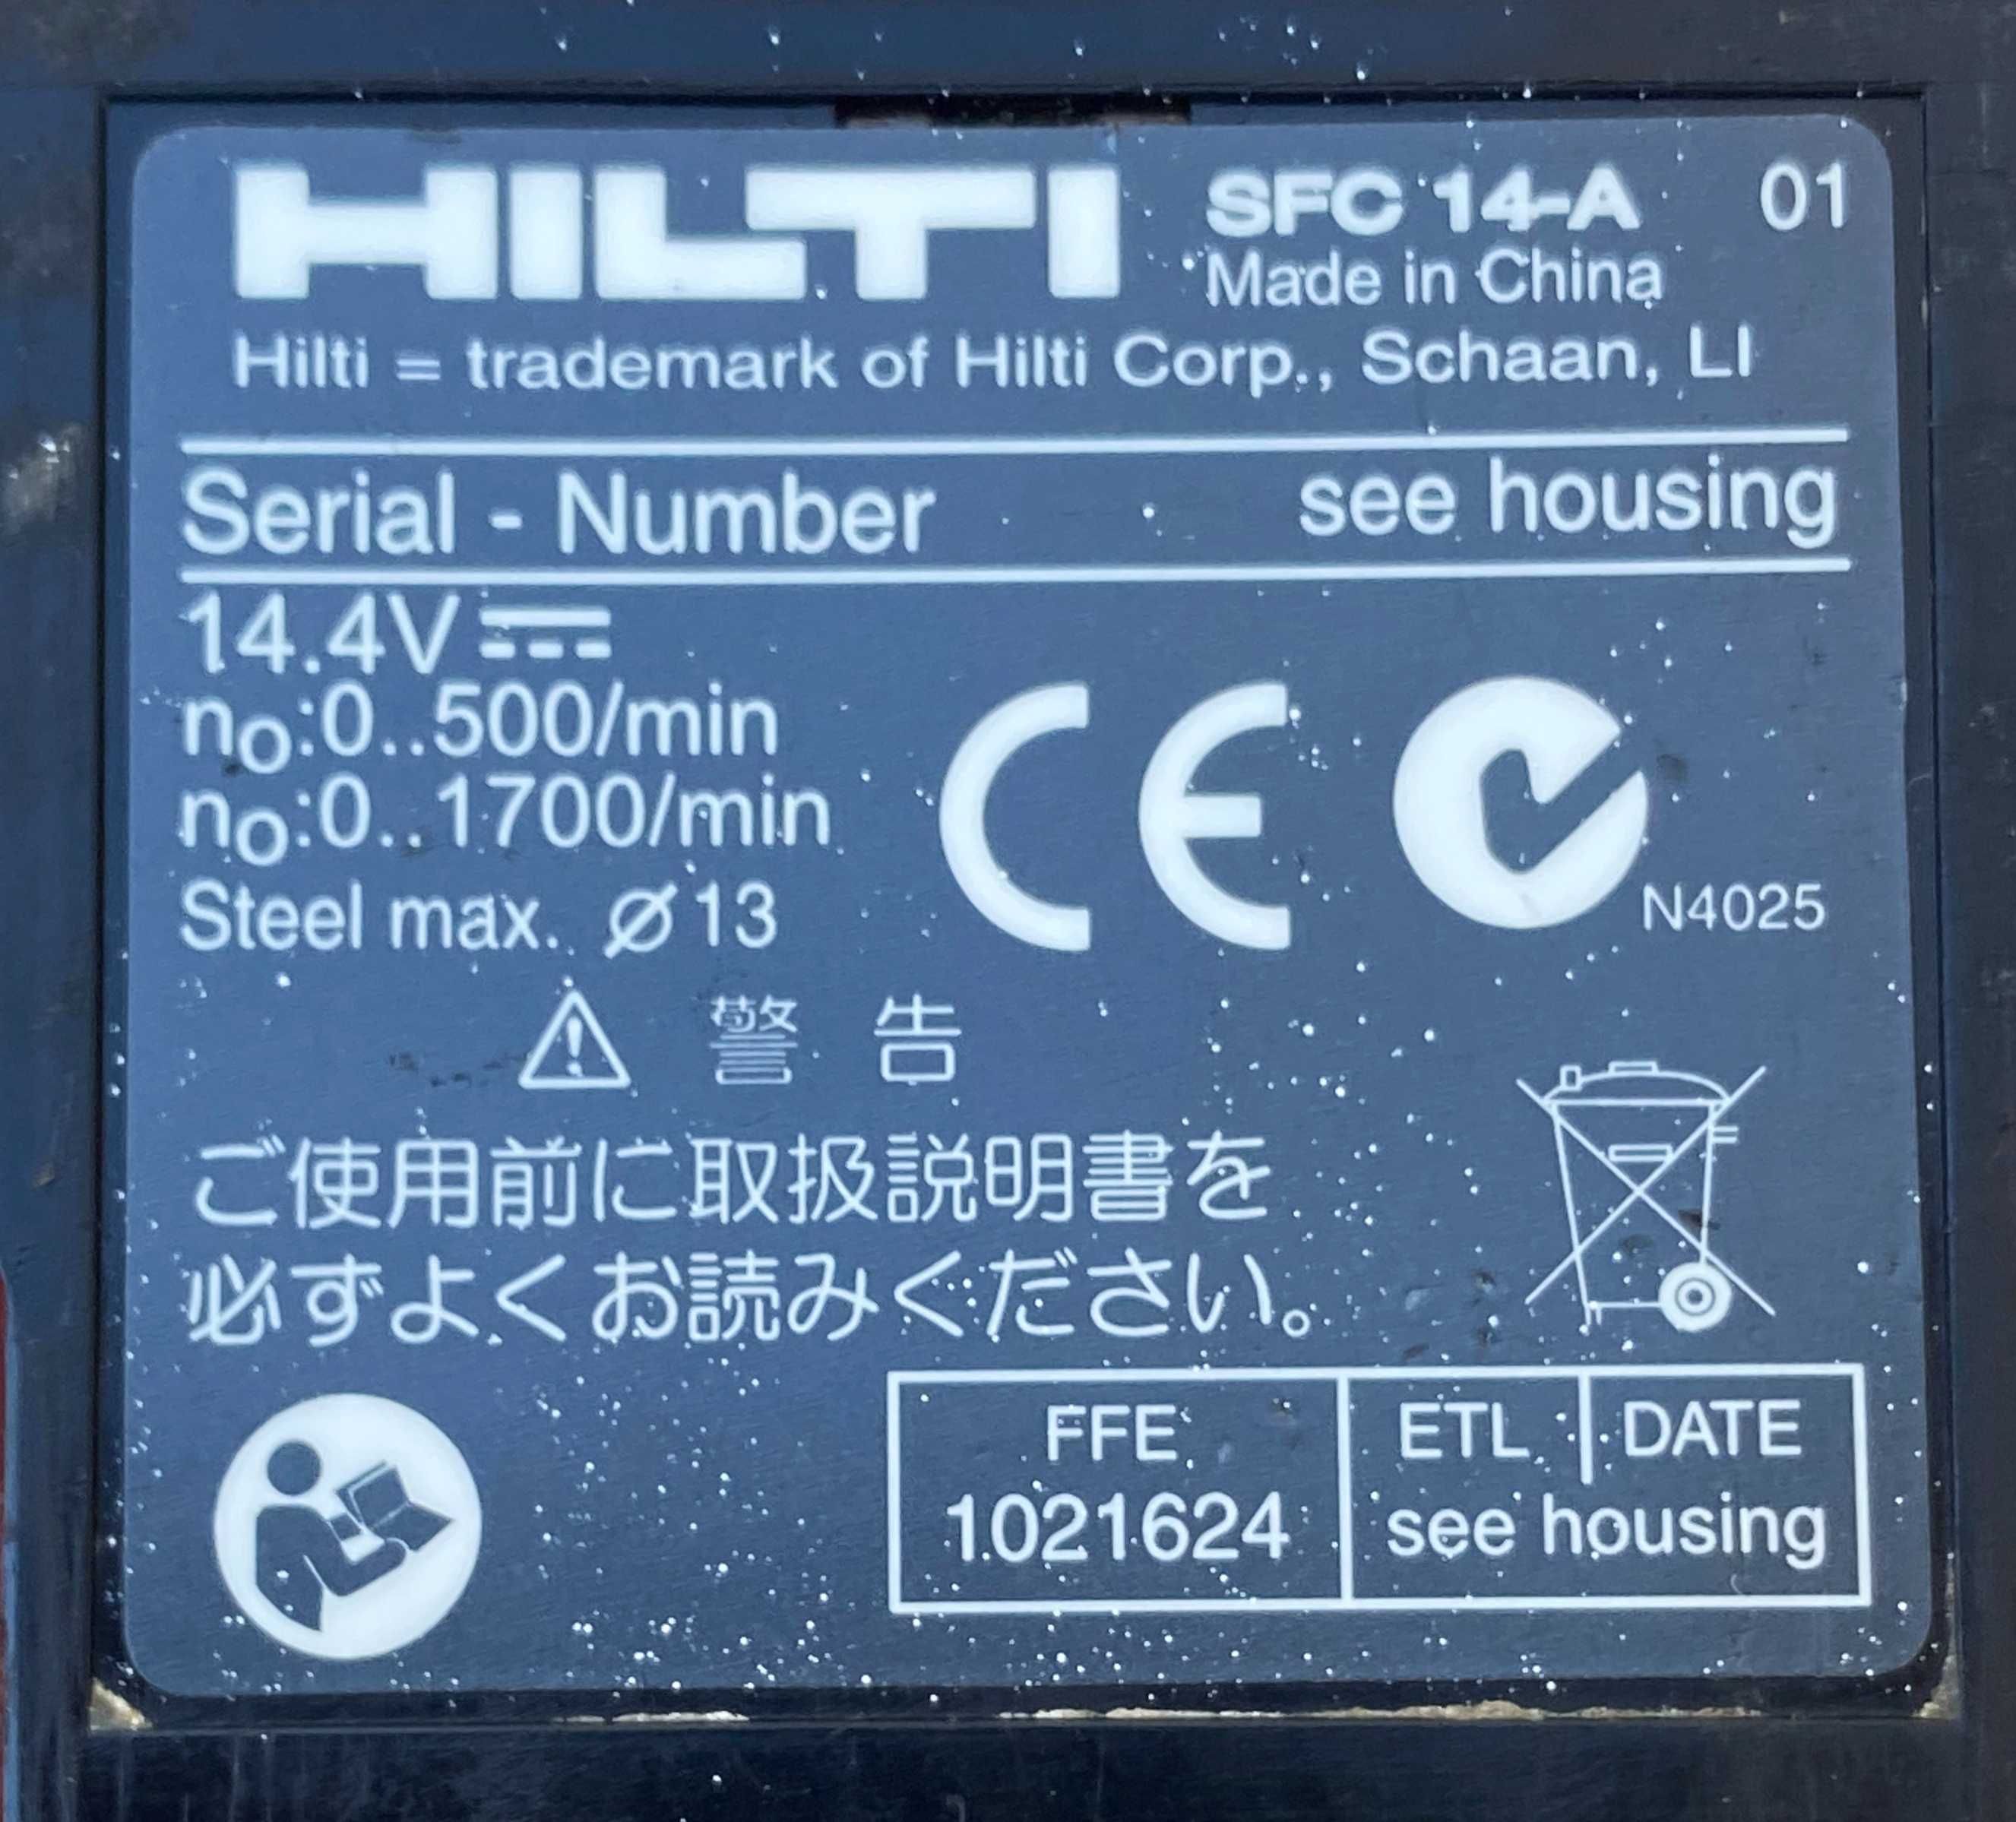 HILTI SFC 14-A 01
Made in China
Hilti = trademark of Hilti Corp., Schaan, LI
Serial - Number see housing
14.4V
no:0..500/min
no:0..1700/min
Steel max. ⌀13
CE
N4025
⚠ 警告
ご使用前に取扱説明書を
必ずよくお読みください。
FFE ETL DATE
1021624 see housing